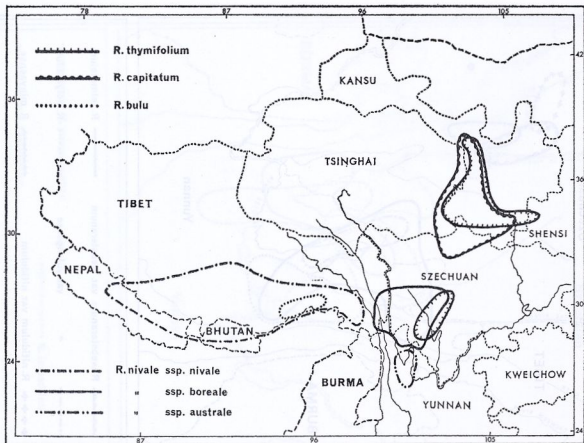 78 87 96 105
42
36
30
24
36
30
24
87 96 105
R. thymifolium
R. capitatum
R. bulu
KANSU
TSINGHAI
TIBET
SHENSI
NEPAL
SZECHUAN
BHUTAN
R. nivale ssp. nivale
" ssp. boreale
" ssp. australe
BURMA
KWEICHOW
YUNNAN